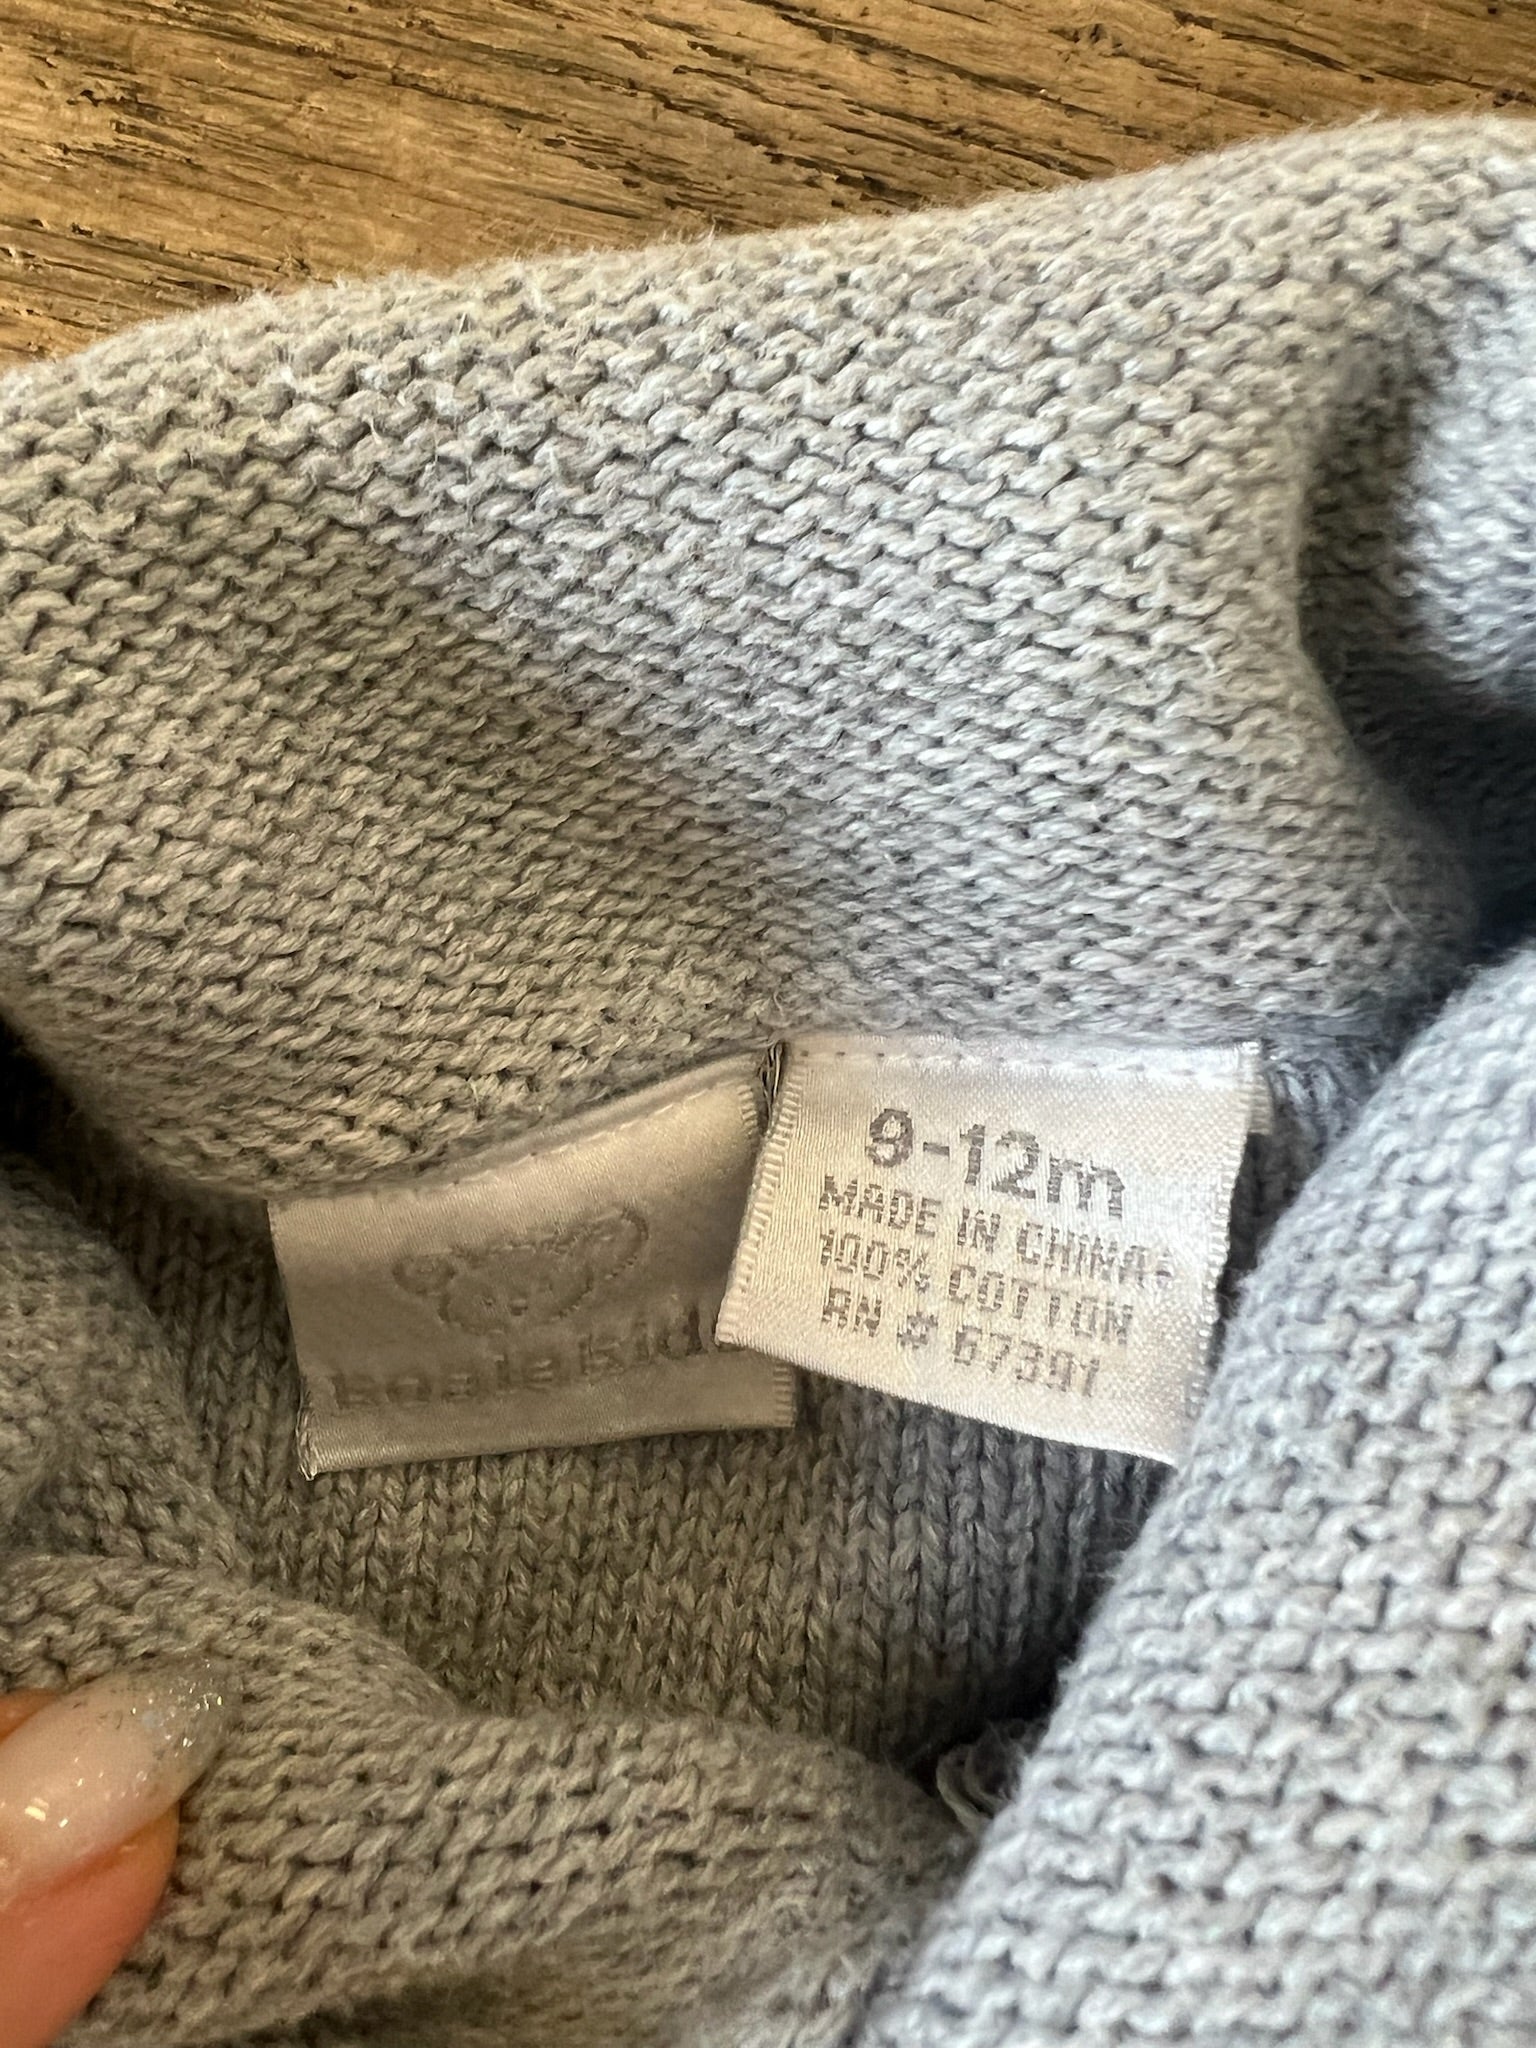 9-12m
MADE IN CHINA
100% COTTON
RN # 67391